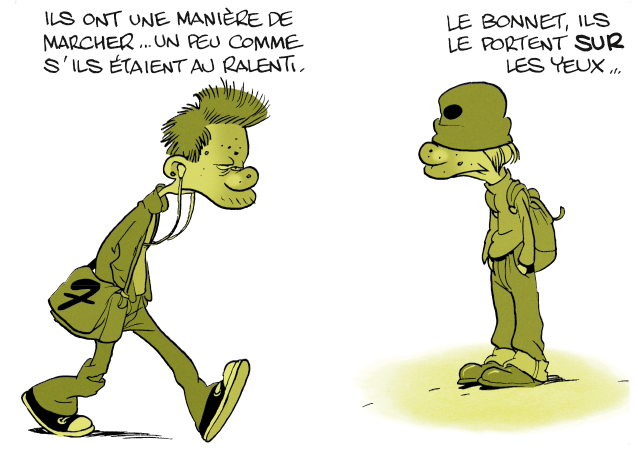 ILS ONT UNE MANIÈRE DE
MARCHER...UN PEU COMME
S'ILS ÉTAIENT AU RALENTI.
LE BONNET, ILS
LE PORTENT SUR
LES YEUX...